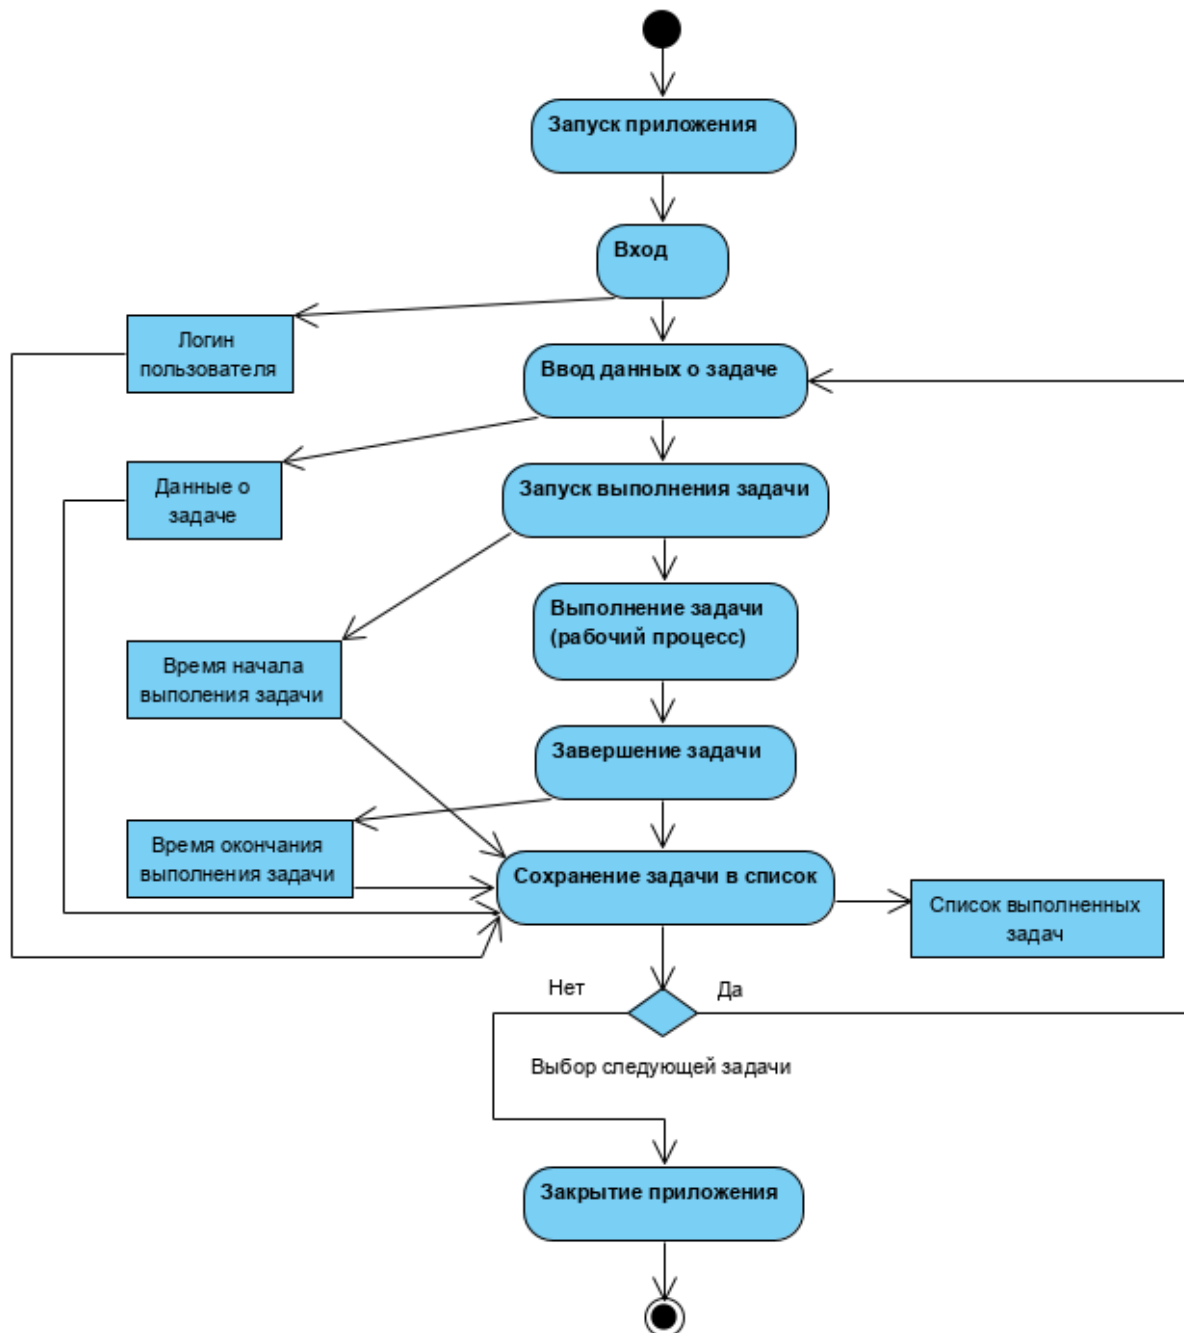 Запуск приложения
Вход
Логин
пользователя
Ввод данных о задаче
Данные о
задаче
Запуск выполнения задачи
Выполнение задачи
(рабочий процесс)
Время начала
выполения задачи
Завершение задачи
Время окончания
выполнения задачи
Сохранение задачи в список
Список выполненных
задач
Нет
Да
Выбор следующей задачи
Закрытие приложения